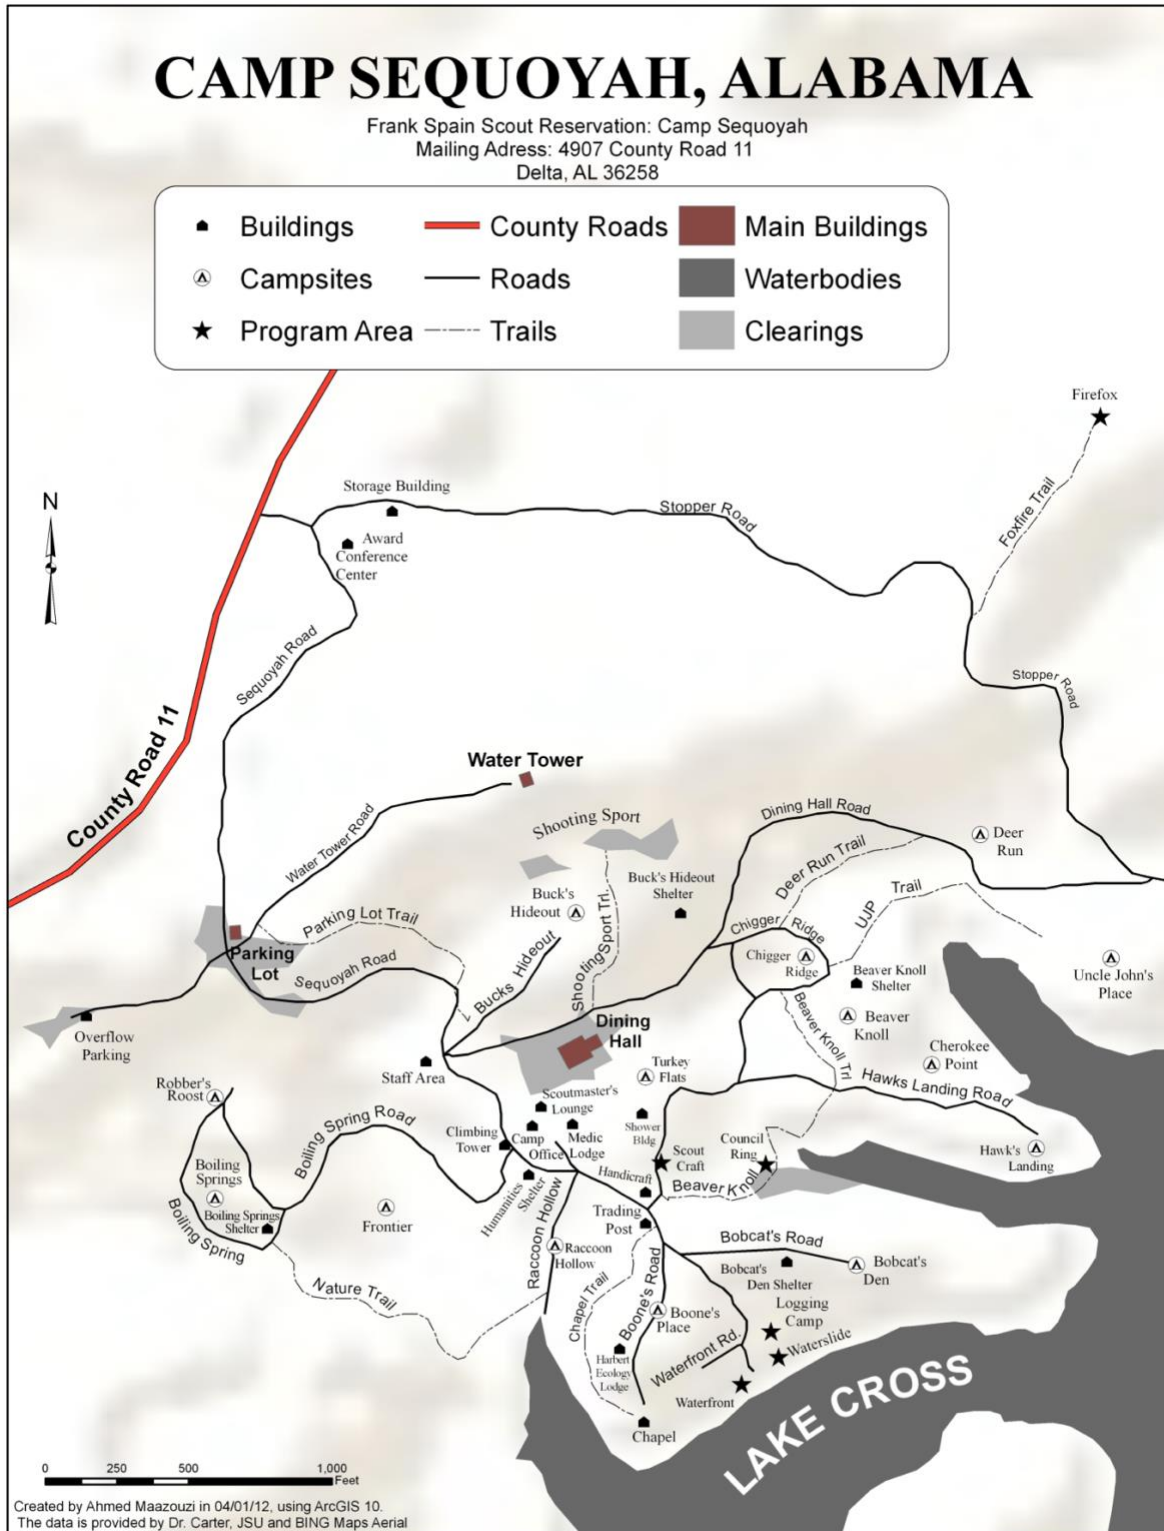 CAMP SEQUOYAH, ALABAMA
Frank Spain Scout Reservation: Camp Sequoyah
Mailing Adress: 4907 County Road 11
Delta, AL 36258
Buildings
County Roads
Main Buildings
Campsites
Roads
Waterbodies
Program Area
Trails
Clearings
Firefox
N
Storage Building
Award
Conference
Center
Stopper Road
Foxfire Trail
Sequoyah Road
Stopper Road
County Road 11
Water Tower
Water Tower Road
Shooting Sport
Dining Hall Road
Deer
Run
Deer Run Trail
Buck's Hideout
Shelter
Buck's
Hideout
Shooting Sport Trl.
UJP Trail
Parking Lot Trail
Chigger Ridge
Parking
Lot
Sequoyah Road
Bucks Hideout
Chigger
Ridge
Beaver Knoll
Shelter
Uncle John's
Place
Overflow
Parking
Dining
Hall
Beaver
Knoll
Beaver Knoll Trl
Cherokee
Point
Staff Area
Turkey
Flats
Hawks Landing Road
Robber's
Roost
Scoutmaster's
Lounge
Boiling Spring Road
Climbing
Tower
Camp
Office
Medic
Lodge
Shower
Bldg
Scout
Craft
Council
Ring
Hawk's
Landing
Boiling
Springs
Handicraft
Beaver Knoll
Humanities
Shelter
Boiling Springs
Shelter
Frontier
Trading
Post
Boiling Spring
Raccoon Hollow
Raccoon
Hollow
Bobcat's Road
Bobcat's
Den Shelter
Bobcat's
Den
Nature Trail
Chapel Trail
Boone's Road
Boone's
Place
Logging
Camp
Waterslide
Harbert
Ecology
Lodge
Waterfront Rd.
Waterfront
Chapel
LAKE CROSS
0 250 500 1,000
Feet
Created by Ahmed Maazouzi in 04/01/12, using ArcGIS 10.
The data is provided by Dr. Carter, JSU and BING Maps Aerial